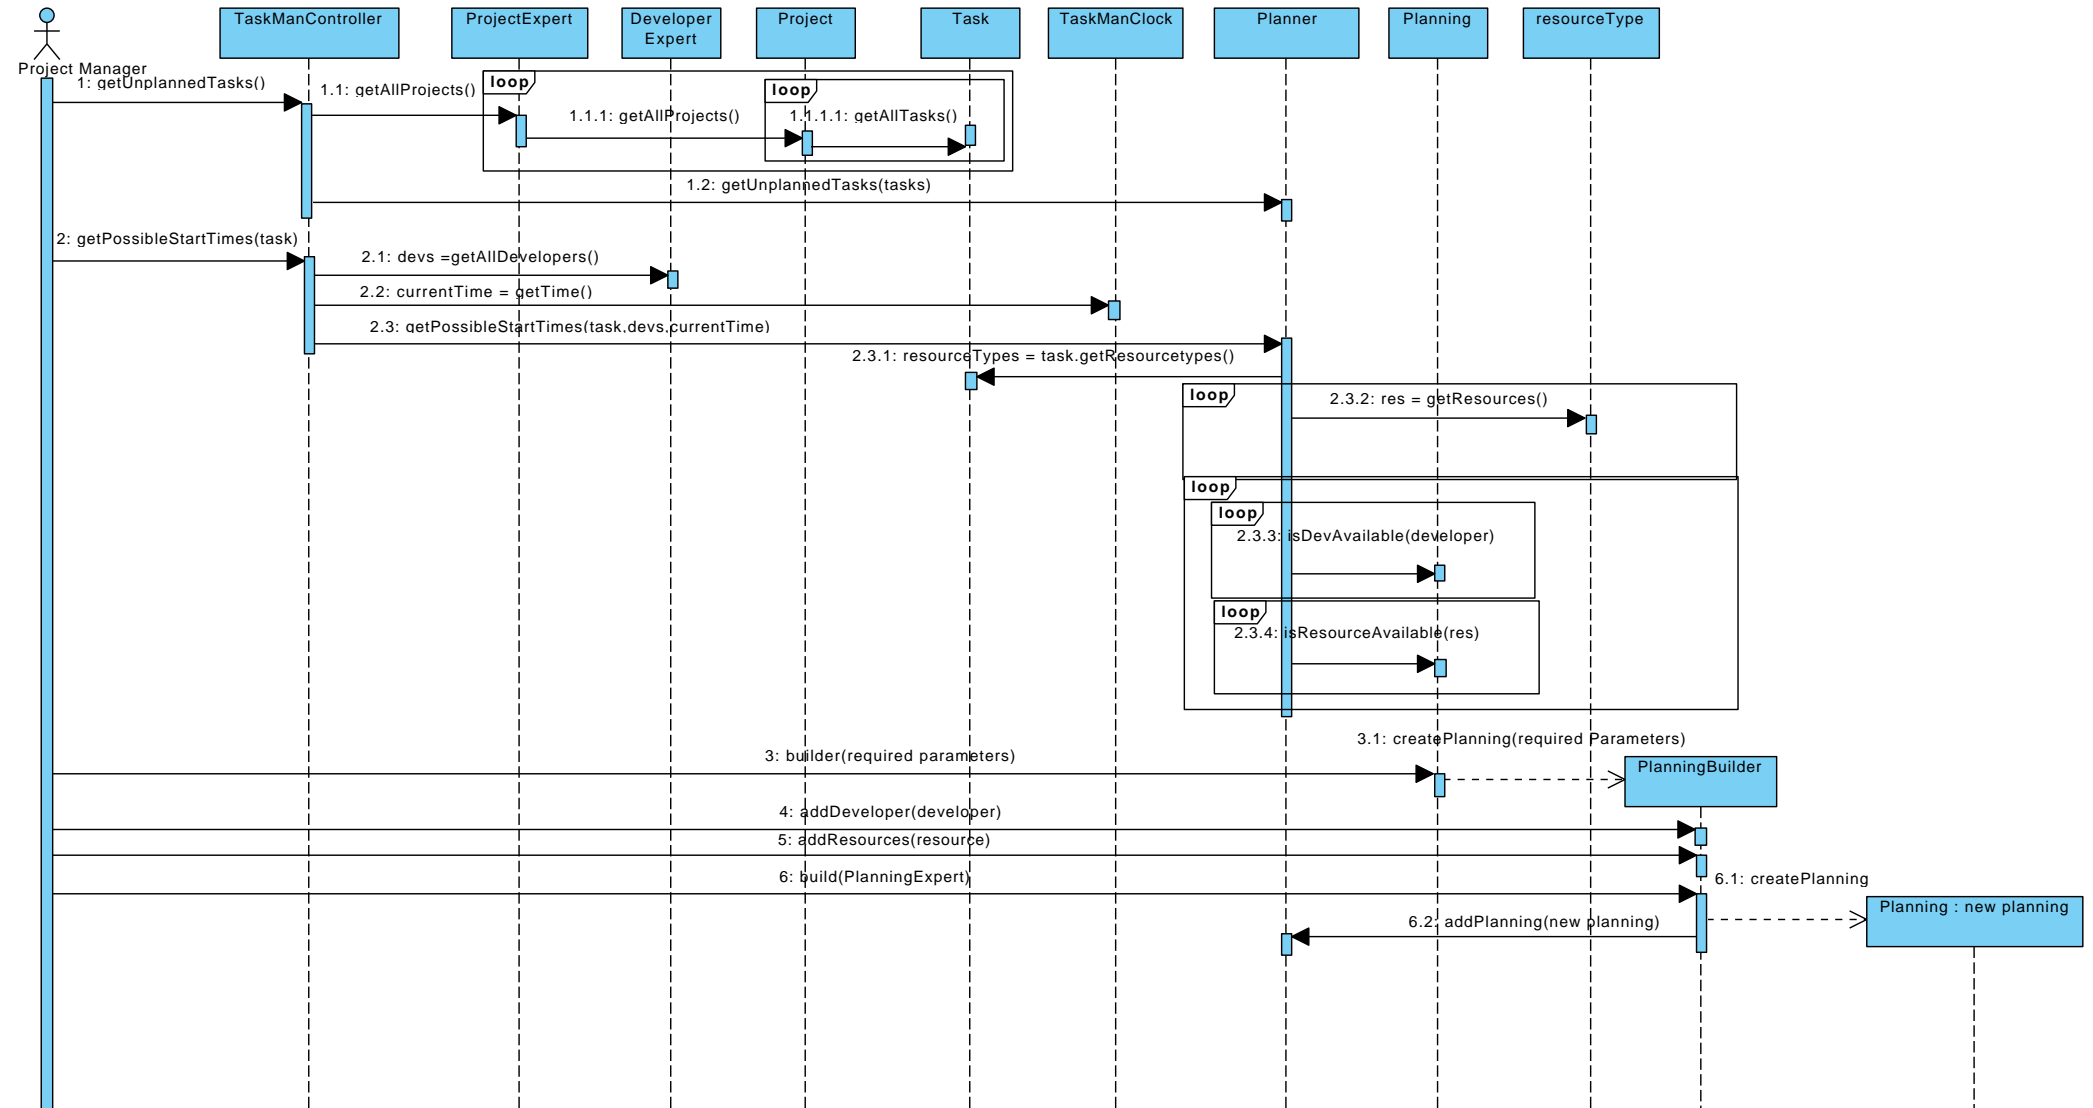 TaskManController
ProjectExpert
Developer
Expert
Project
Task
TaskManClock
Planner
Planning
resourceType
Project Manager
1: getUnplannedTasks()
1.1: getAllProjects()
loop
loop
1.1.1: getAllProjects()
1.1.1.1: getAllTasks()
1.2: getUnplannedTasks(tasks)
2: getPossibleStartTimes(task)
2.1: devs =getAllDevelopers()
2.2: currentTime = getTime()
2.3: getPossibleStartTimes(task,devs,currentTime)
2.3.1: resourceTypes = task.getResourcetypes()
loop
2.3.2: res = getResources()
loop
loop
2.3.3: isDevAvailable(developer)
loop
2.3.4: isResourceAvailable(res)
3.1: createPlanning(required Parameters)
3: builder(required parameters)
PlanningBuilder
4: addDeveloper(developer)
5: addResources(resource)
6: build(PlanningExpert)
6.1: createPlanning
Planning : new planning
6.2: addPlanning(new planning)